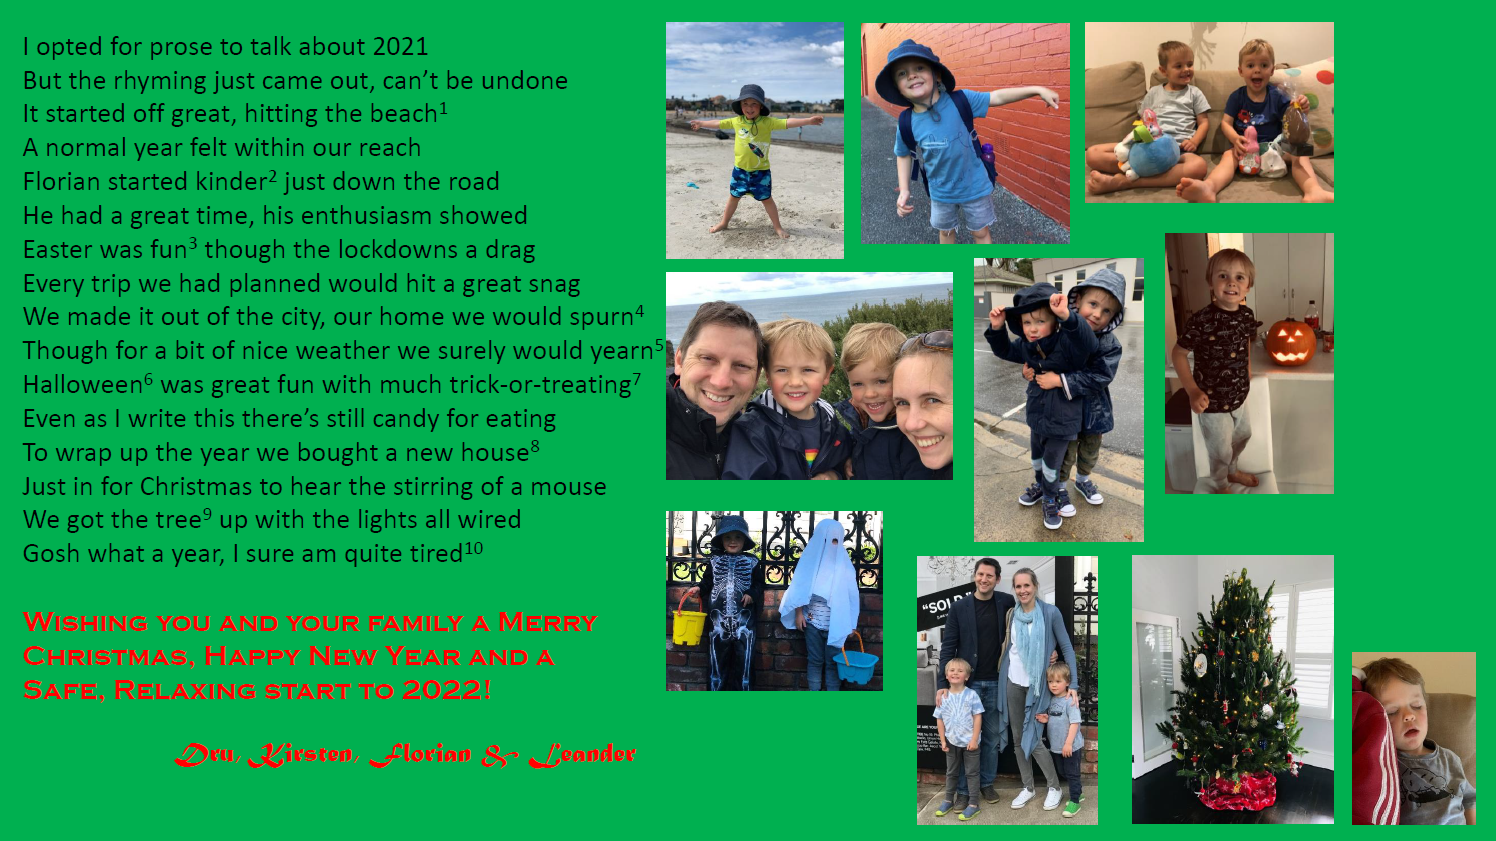 I opted for prose to talk about 2021
But the rhyming just came out, can’t be undone
It started off great, hitting the beach¹
A normal year felt within our reach
Florian started kinder² just down the road
He had a great time, his enthusiasm showed
Easter was fun³ though the lockdowns a drag
Every trip we had planned would hit a great snag
We made it out of the city, our home we would spurn⁴
Though for a bit of nice weather we surely would yearn⁵
Halloween⁶ was great fun with much trick-or-treating⁷
Even as I write this there’s still candy for eating
To wrap up the year we bought a new house⁸
Just in for Christmas to hear the stirring of a mouse
We got the tree⁹ up with the lights all wired
Gosh what a year, I sure am quite tired¹⁰
Wishing you and your family a Merry
Christmas, Happy New Year and a
Safe, Relaxing start to 2022!
Dru, Kirsten, Florian & Leander
“SOLD